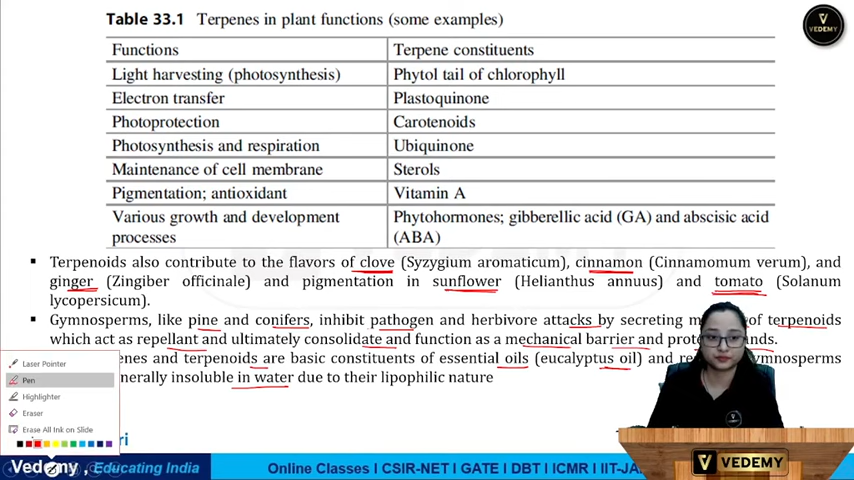 Table 33.1 Terpenes in plant functions (some examples)
Functions Terpene constituents
Light harvesting (photosynthesis) Phytol tail of chlorophyll
Electron transfer Plastoquinone
Photoprotection Carotenoids
Photosynthesis and respiration Ubiquinone
Maintenance of cell membrane Sterols
Pigmentation; antioxidant Vitamin A
Various growth and development Phytohormones; gibberellic acid (GA) and abscisic acid
processes (ABA)
VEDEMY
▪ Terpenoids also contribute to the flavors of clove (Syzygium aromaticum), cinnamon (Cinnamomum verum), and
ginger (Zingiber officinale) and pigmentation in sunflower (Helianthus annuus) and tomato (Solanum
lycopersicum).
▪ Gymnosperms, like pine and conifers, inhibit pathogen and herbivore attacks by secreting of terpenoids
which act as repellant and ultimately consolidate and function as a mechanical barrier and
and terpenoids are basic constituents of essential oils (eucalyptus oil) and
insoluble in water due to their lipophilic nature
Laser Pointer
Pen
Highlighter
Eraser
Erase All Ink on Slide
Vedemy, Educating India
Online Classes I CSIR-NET I GATE I DBT I ICMR I
VEDEMY